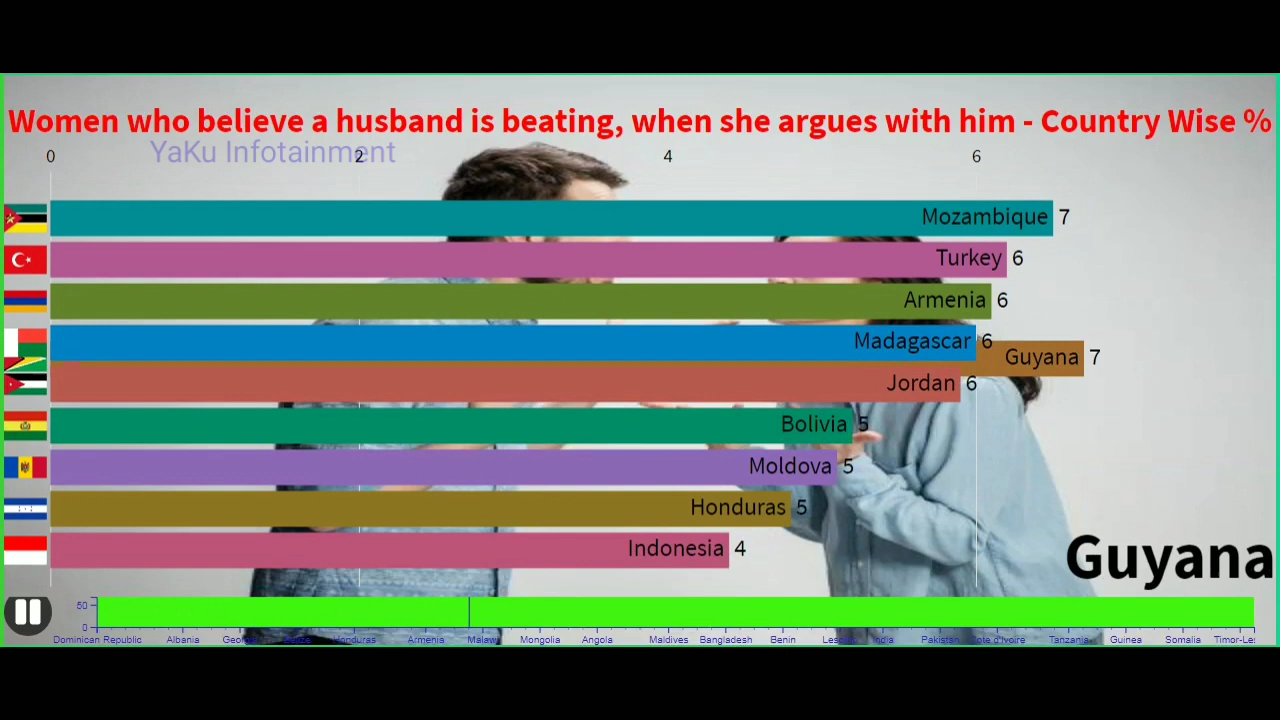 Women who believe a husband is beating, when she argues with him - Country Wise %
YaKu Infotainment
0 2 4 6
Mozambique 7
Turkey 6
Armenia 6
Madagascar 6
Guyana 7
Jordan 6
Bolivia 5
Moldova 5
Honduras 5
Indonesia 4
Guyana
50
0
Dominican Republic Albania Honduras Armenia Malawi Mongolia Angola Maldives Bangladesh Benin India Pakistan Cote d'Ivoire Tanzania Guinea Somalia